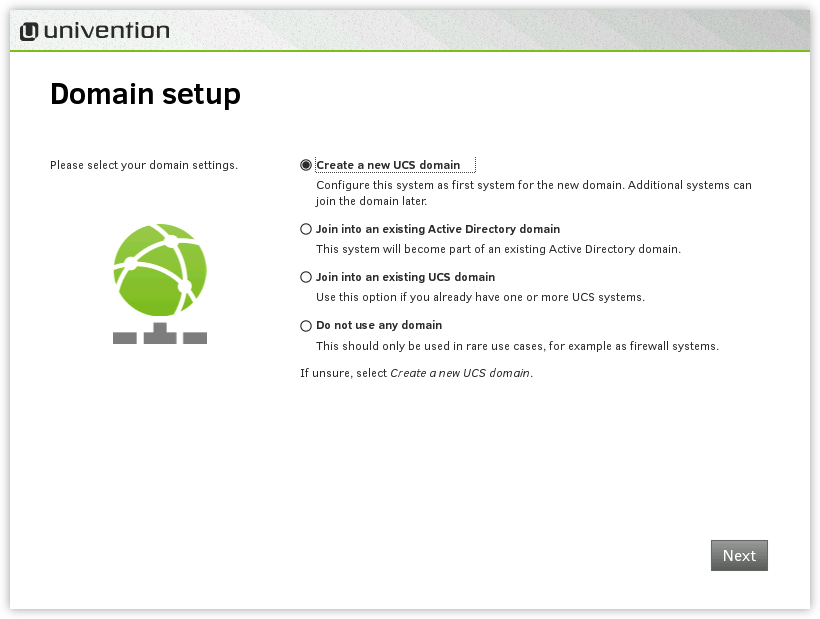 univention
Domain setup
Please select your domain settings.
Create a new UCS domain
Configure this system as first system for the new domain. Additional systems can
join the domain later.
Join into an existing Active Directory domain
This system will become part of an existing Active Directory domain.
Join into an existing UCS domain
Use this option if you already have one or more UCS systems.
Do not use any domain
This should only be used in rare use cases, for example as firewall systems.
If unsure, select Create a new UCS domain.
Next